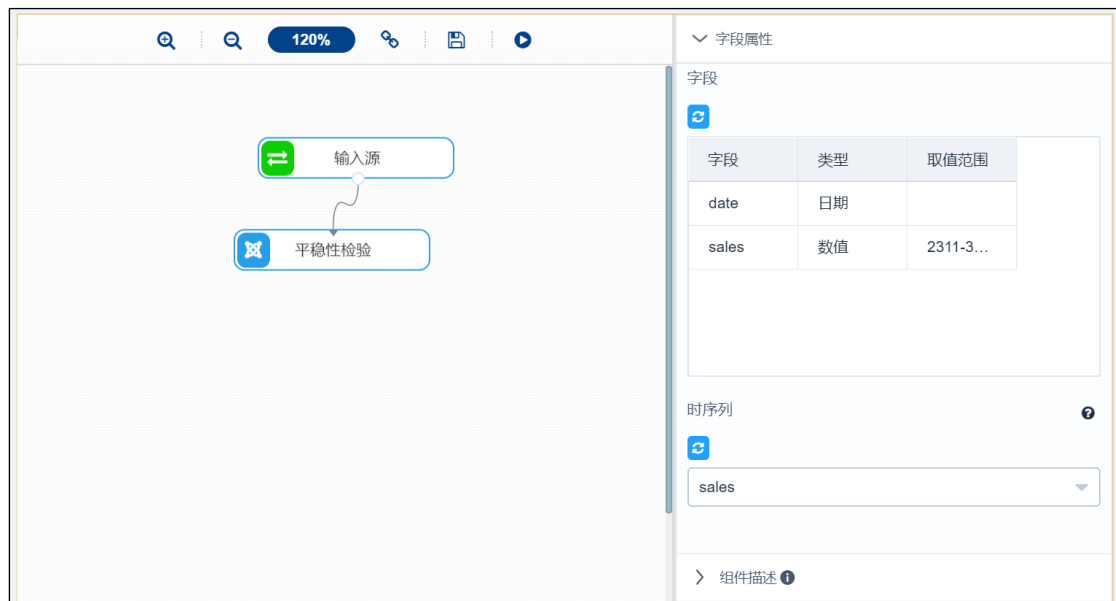 120%
输入源
平稳性检验
字段属性
字段
字段 类型 取值范围
date 日期
sales 数值 2311-3...
时序列
sales
组件描述